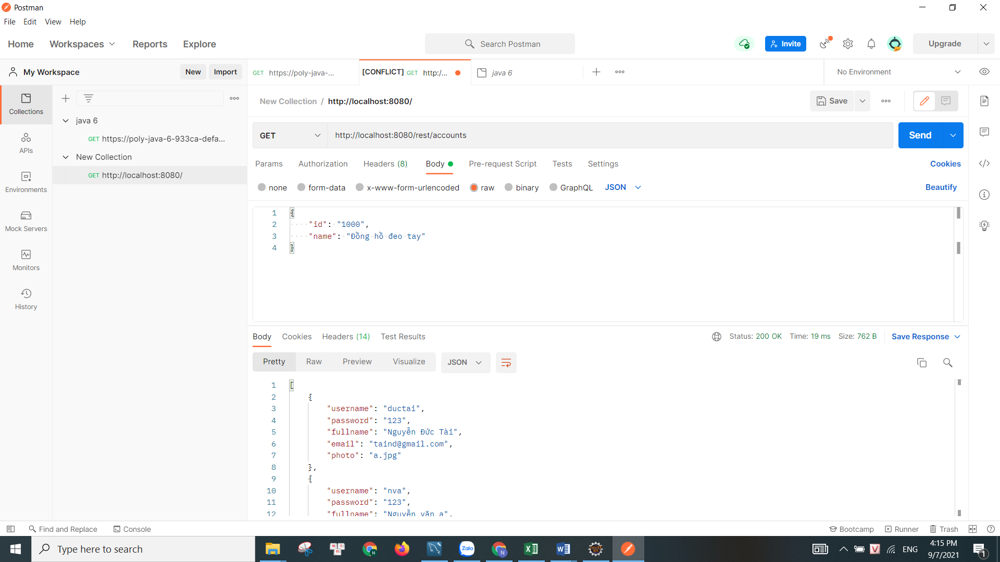 Postman
File Edit View Help
Home Workspaces Reports Explore
Search Postman
Invite
Upgrade
My Workspace
New Import
GET https://poly-java-...
[CONFLICT] GET http:/...
java 6
No Environment
Collections
APIs
Environments
Mock Servers
Monitors
History
java 6
GET https://poly-java-6-933ca-defa...
New Collection
GET http://localhost:8080/
New Collection / http://localhost:8080/
Save
GET http://localhost:8080/rest/accounts
Send
Params Authorization Headers (8) Body Pre-request Script Tests Settings
Cookies
none form-data x-www-form-urlencoded raw binary GraphQL JSON
Beautify
1 {
2 "id": "1000",
3 "name": "Đồng hồ đeo tay"
4 }
Body Cookies Headers (14) Test Results
Status: 200 OK Time: 19 ms Size: 762 B Save Response
Pretty Raw Preview Visualize JSON
1 [
2 {
3 "username": "ductai",
4 "password": "123",
5 "fullname": "Nguyễn Đức Tài",
6 "email": "taind@gmail.com",
7 "photo": "a.jpg"
8 },
9 {
10 "username": "nva",
11 "password": "123",
12 "fullname": "Nguyễn văn a",
Find and Replace Console
Bootcamp Runner Trash
Type here to search
Zalo
ENG
4:15 PM
9/7/2021
1